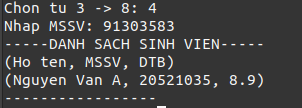 Chon tu 3 -> 8: 4
Nhap MSSV: 91303583
-----DANH SACH SINH VIEN-----
(Ho ten, MSSV, DTB)
(Nguyen Van A, 20521035, 8.9)
-----------------